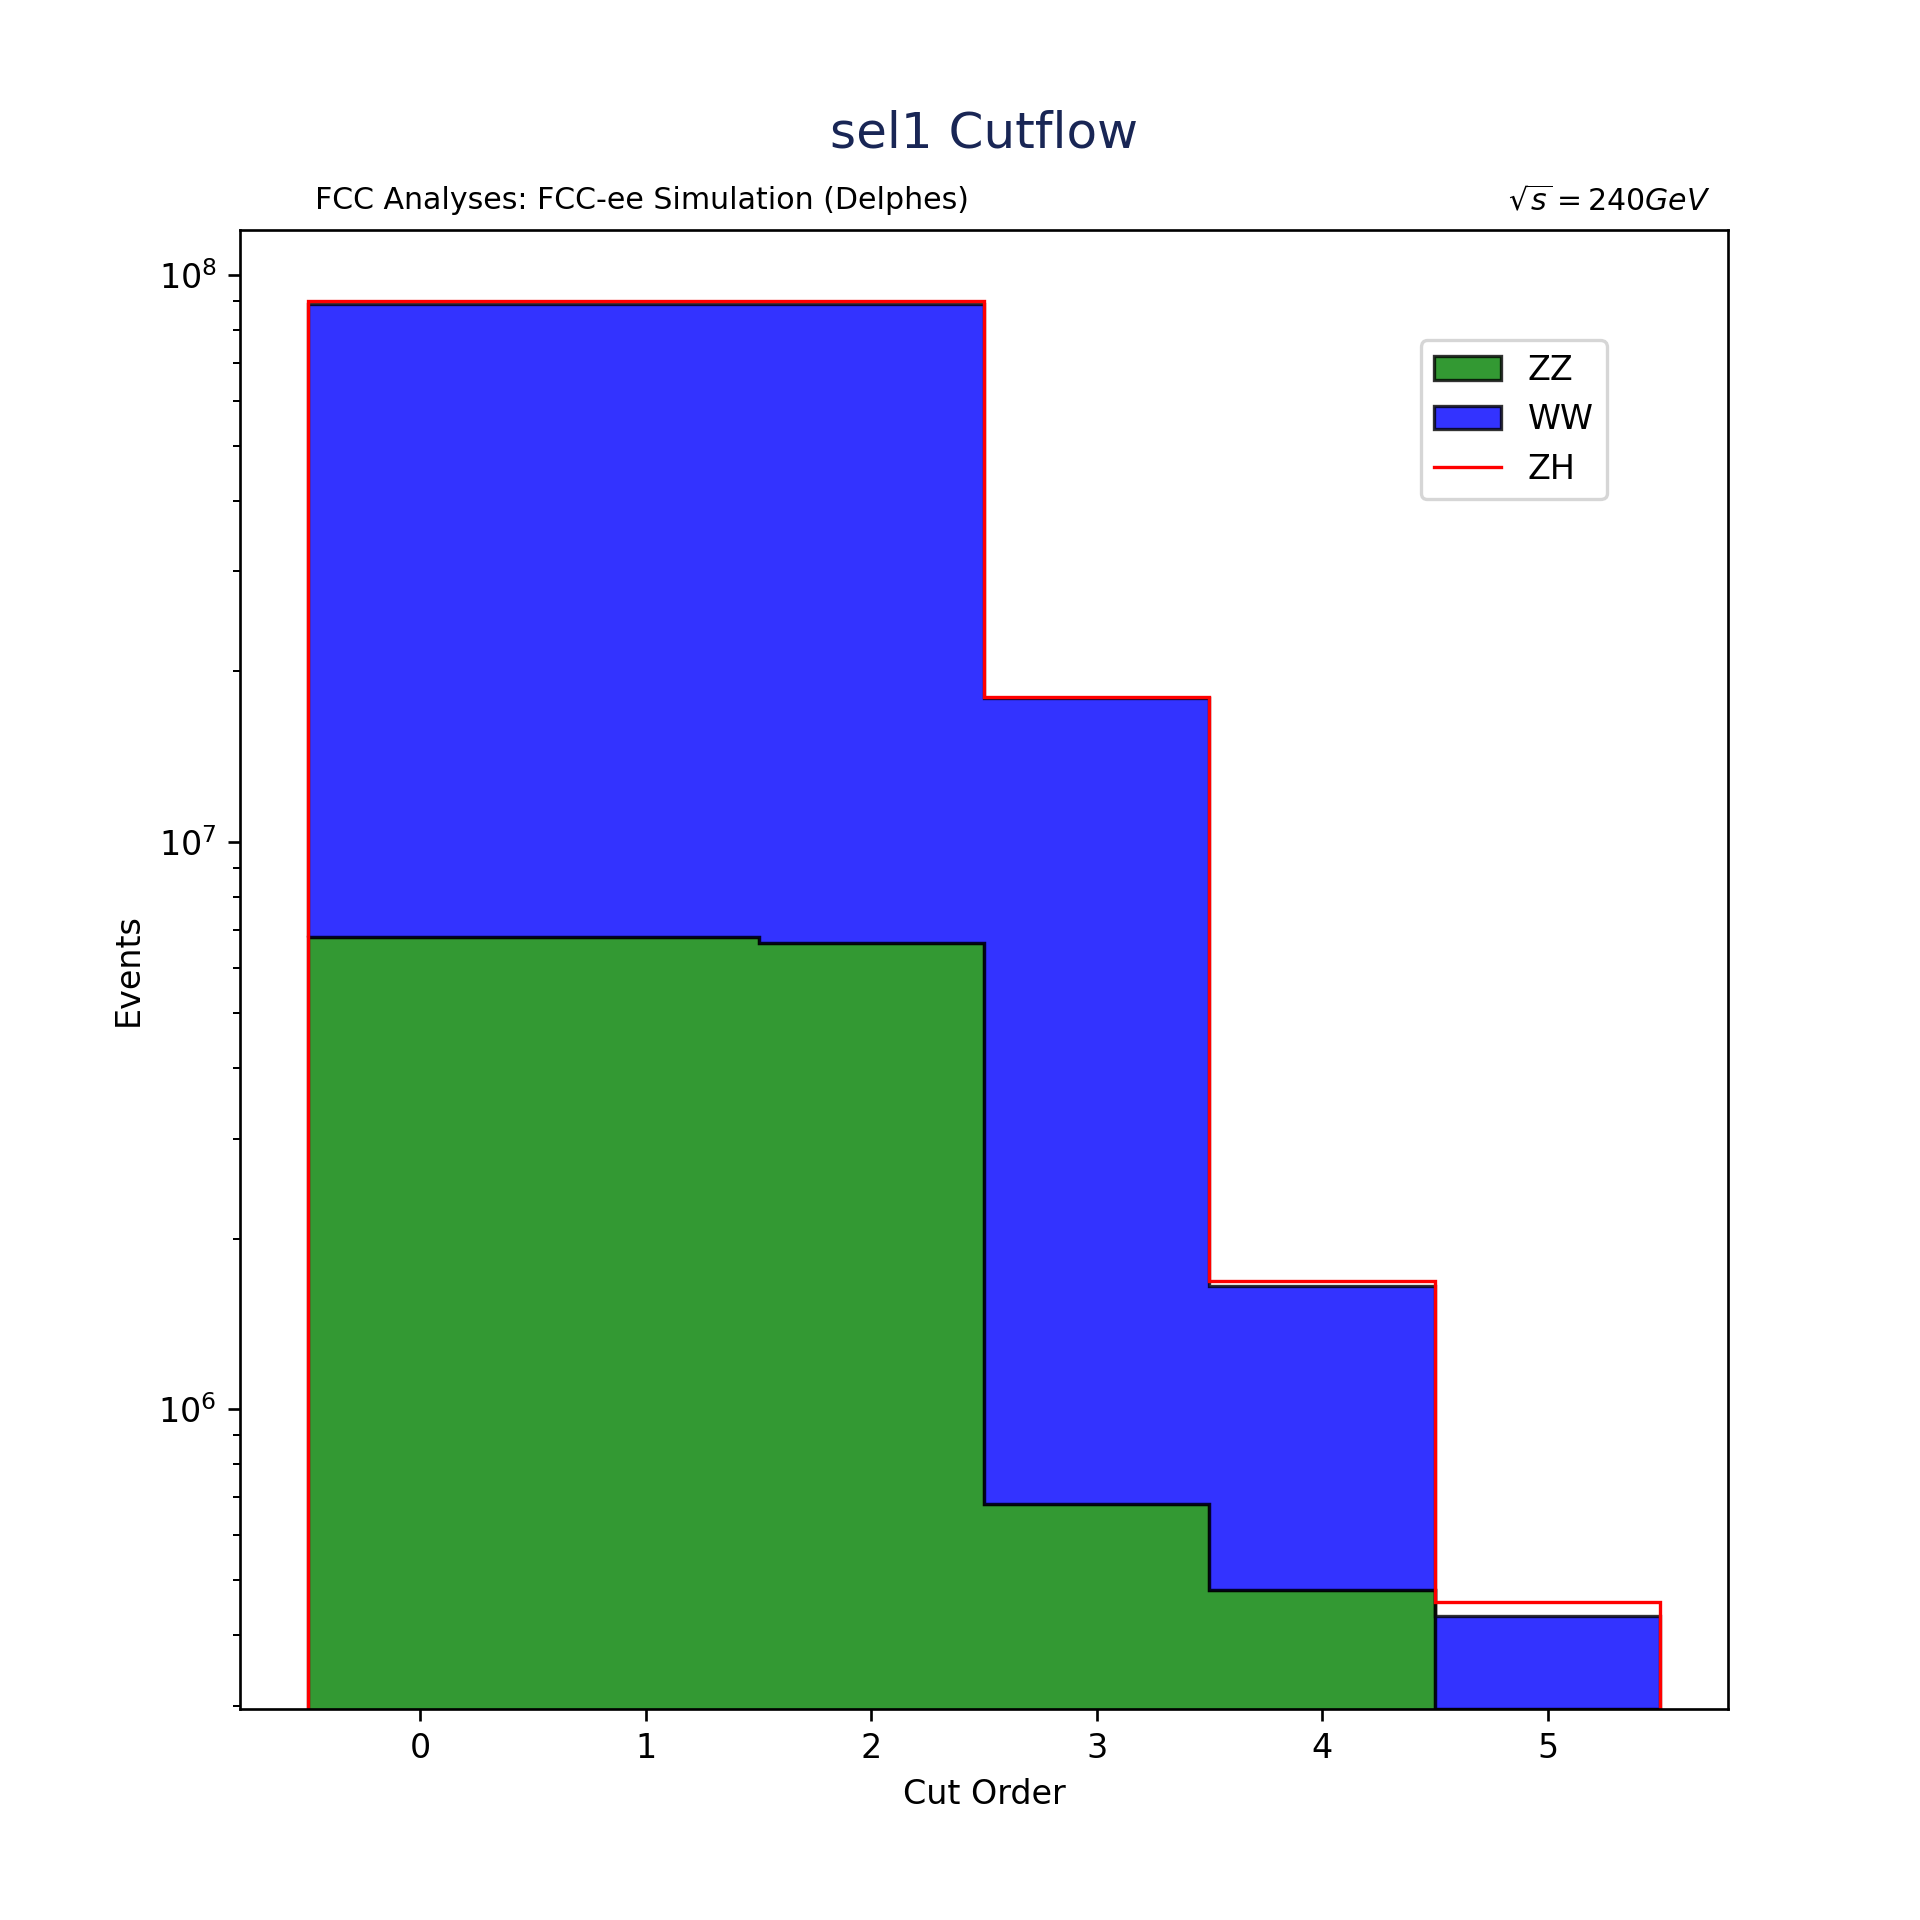 sel1 Cutflow
FCC Analyses: FCC-ee Simulation (Delphes)
√s = 240GeV
10⁸
10⁷
10⁶
Events
ZZ
WW
ZH
0 1 2 3 4 5
Cut Order